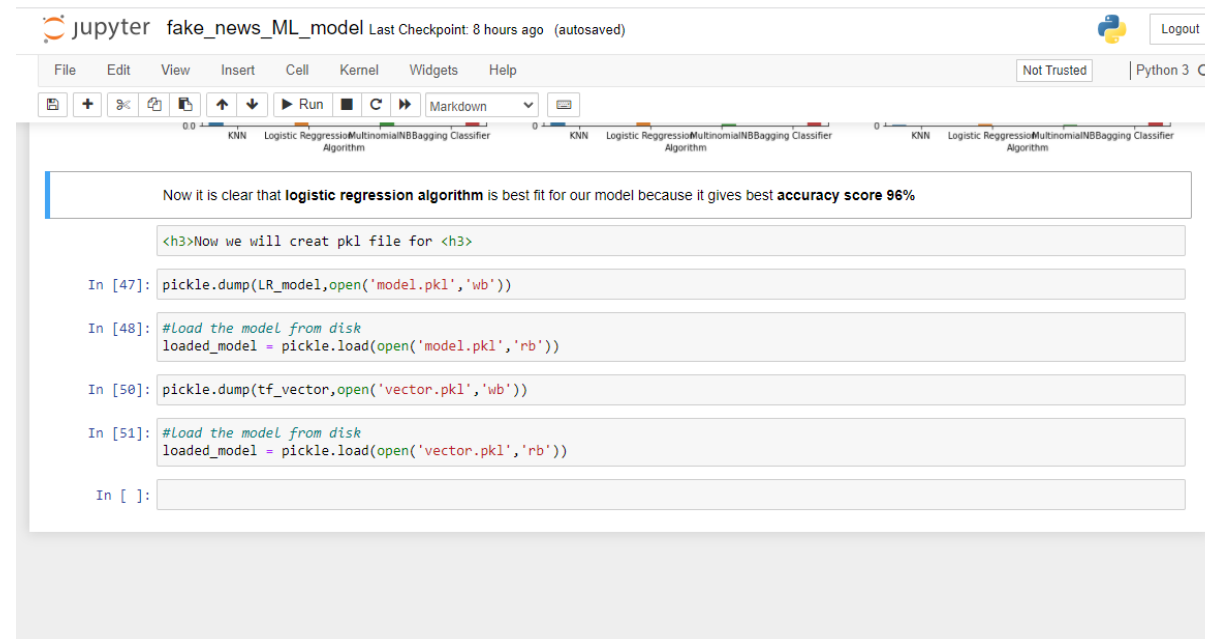 jupyter fake_news_ML_model Last Checkpoint: 8 hours ago (autosaved) Logout
File Edit View Insert Cell Kernel Widgets Help Not Trusted Python 3
Run Markdown
0.0 0 0
KNN Logistic RegggressionMultinomialNBBagging Classifier KNN Logistic RegggressionMultinomialNBBagging Classifier KNN Logistic RegggressionMultinomialNBBagging Classifier
Algorithm Algorithm Algorithm
Now it is clear that logistic regression algorithm is best fit for our model because it gives best accuracy score 96%
<h3>Now we will creat pkl file for <h3>
In [47]: pickle.dump(LR_model,open('model.pkl','wb'))
In [48]: #load the model from disk
loaded_model = pickle.load(open('model.pkl','rb'))
In [50]: pickle.dump(tf_vector,open('vector.pkl','wb'))
In [51]: #load the model from disk
loaded_model = pickle.load(open('vector.pkl','rb'))
In [ ]: